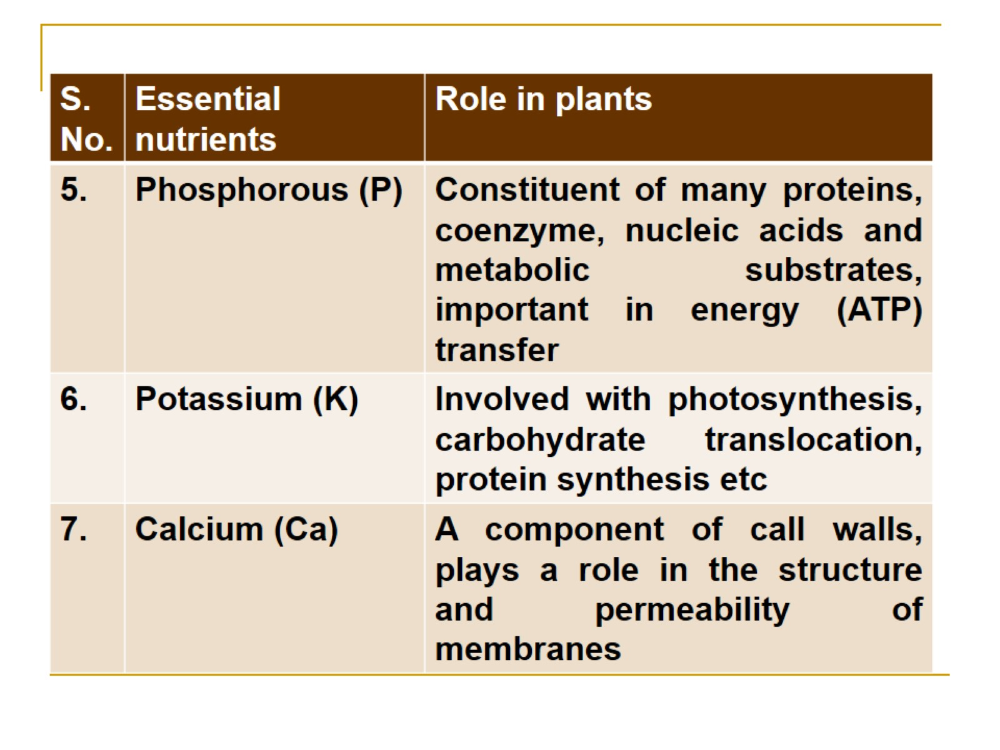 S. No.
Essential nutrients
Role in plants
5.
Phosphorous (P)
Constituent of many proteins,
coenzyme, nucleic acids and
metabolic substrates,
important in energy (ATP)
transfer
6.
Potassium (K)
Involved with photosynthesis,
carbohydrate translocation,
protein synthesis etc
7.
Calcium (Ca)
A component of call walls,
plays a role in the structure
and permeability of
membranes